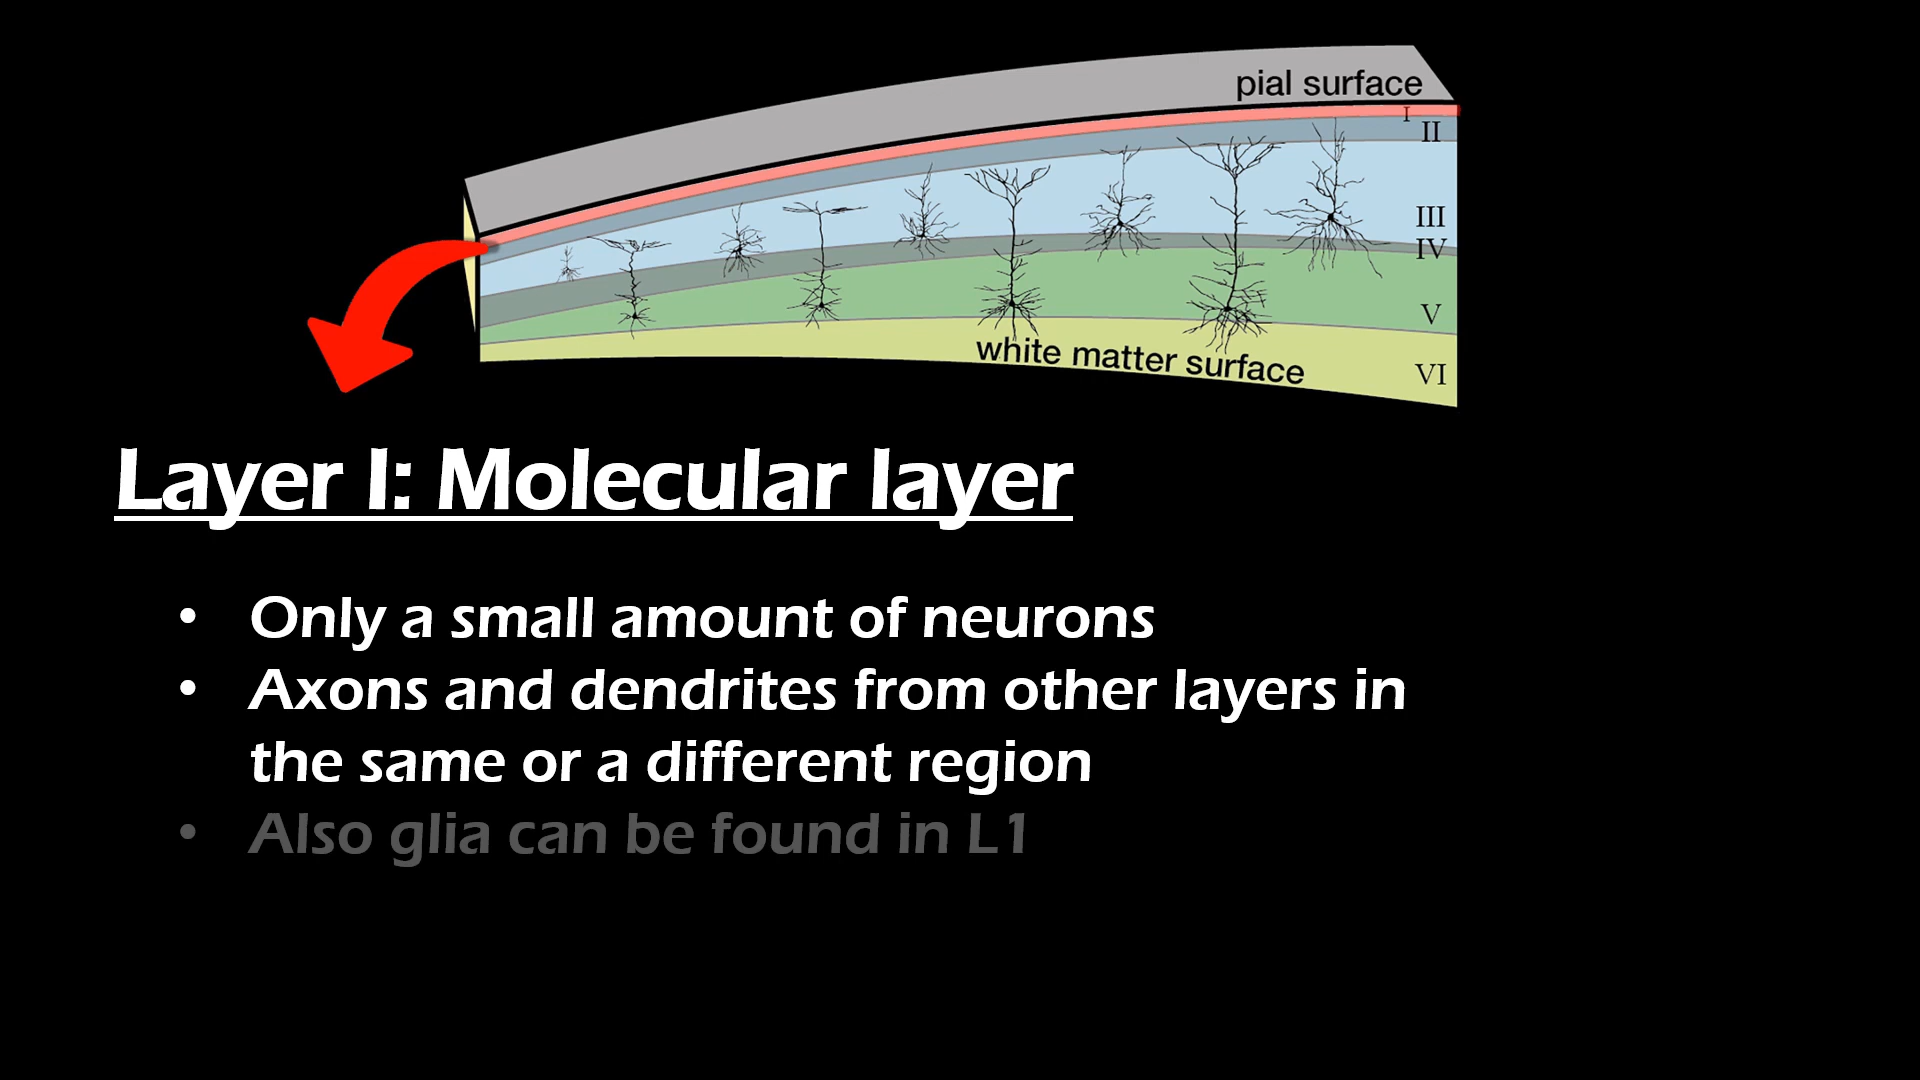 pial surface
I
II
III
IV
V
white matter surface
VI
Layer I: Molecular layer
• Only a small amount of neurons
• Axons and dendrites from other layers in
the same or a different region
• Also glia can be found in L1